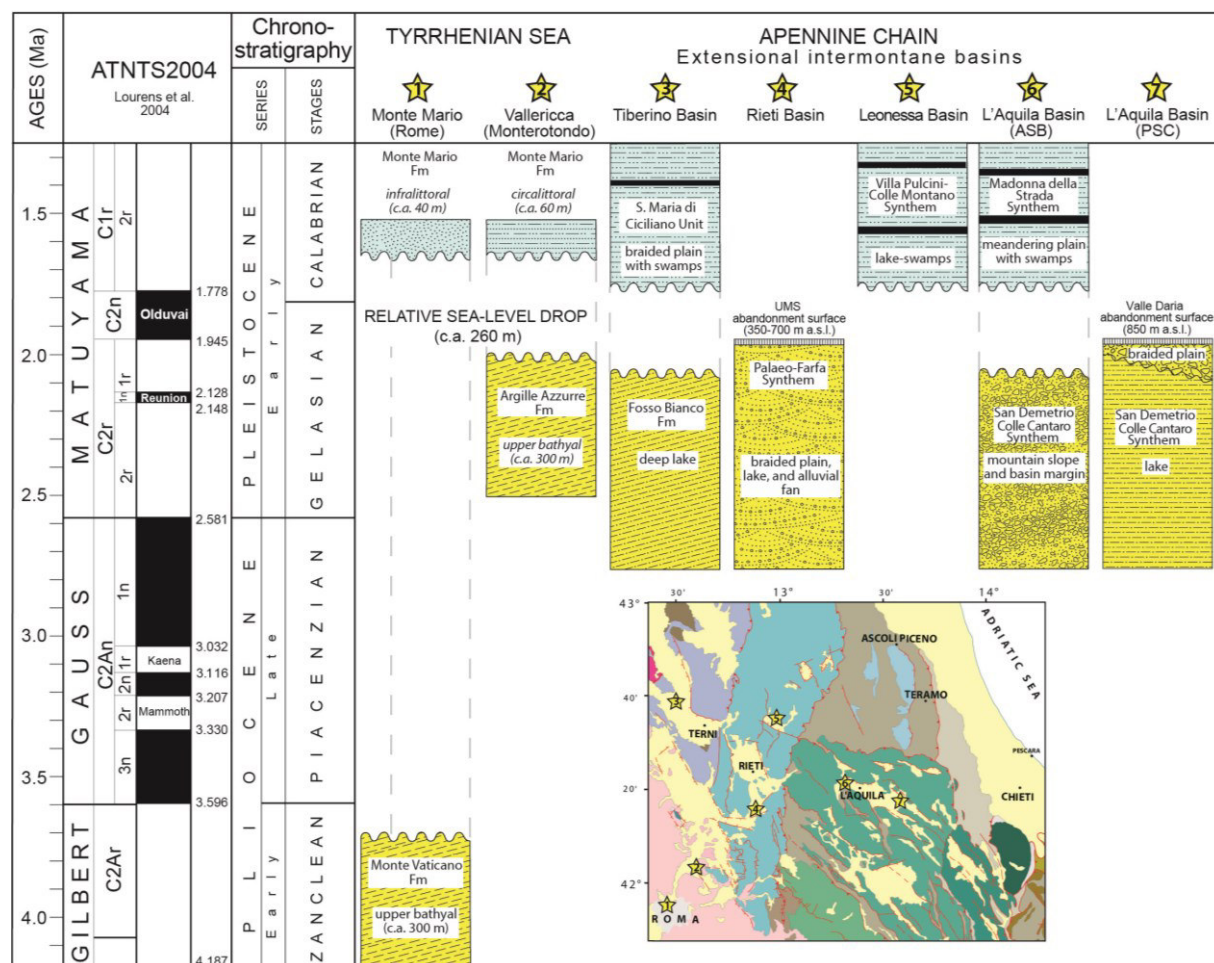 AGES (Ma)
ATNTS2004
Lourens et al.
2004
Chrono-
stratigraphy
SERIES
STAGES
TYRRHENIAN SEA
APENNINE CHAIN
Extensional intermontane basins
1
Monte Mario
(Rome)
2
Vallericca
(Monterotondo)
3
Tiberino Basin
4
Rieti Basin
5
Leonessa Basin
6
L'Aquila Basin
(ASB)
7
L'Aquila Basin
(PSC)
1.5
2.0
2.5
3.0
3.5
4.0
MATUYAMA
GAUSS
GILBERT
C1r
C2n
C2r
C2An
C2Ar
2r
1r
1n
2r
1n
1r
2n
2r
3n
Olduvai
Reunion
Kaena
Mammoth
1.778
1.945
2.128
2.148
2.581
3.032
3.116
3.207
3.330
3.596
4.187
PLEISTOCENE
Early
PLIOCENE
Late
Early
CALABRIAN
GELASIAN
PIACENZIAN
ZANCLEAN
Monte Mario
Fm
infralittoral
(c.a. 40 m)
Monte Mario
Fm
circalittoral
(c.a. 60 m)
RELATIVE SEA-LEVEL DROP
(c.a. 260 m)
Argille Azzurre
Fm
upper bathyal
(c.a. 300 m)
Monte Vaticano
Fm
upper bathyal
(c.a. 300 m)
S. Maria di
Ciciliano Unit
braided plain
with swamps
Fosso Bianco
Fm
deep lake
UMS
abandonment surface
(350-700 m a.s.l.)
Palaeo-Farfa
Synthem
braided plain,
lake, and alluvial
fan
Villa Pulcini-
Colle Montano
Synthem
lake-swamps
Madonna della
Strada
Synthem
meandering plain
with swamps
San Demetrio
Colle Cantaro
Synthem
mountain slope
and basin margin
Valle Daria
abandonment surface
(850 m a.s.l.)
braided plain
San Demetrio
Colle Cantaro
Synthem
lake
30'
13°
30'
14°
43°
40'
20'
42°
ADRIATIC SEA
ASCOLI PICENO
TERAMO
PESCARA
CHIETI
TERNI
RIETI
L'AQUILA
ROMA
3
5
6
7
4
2
1